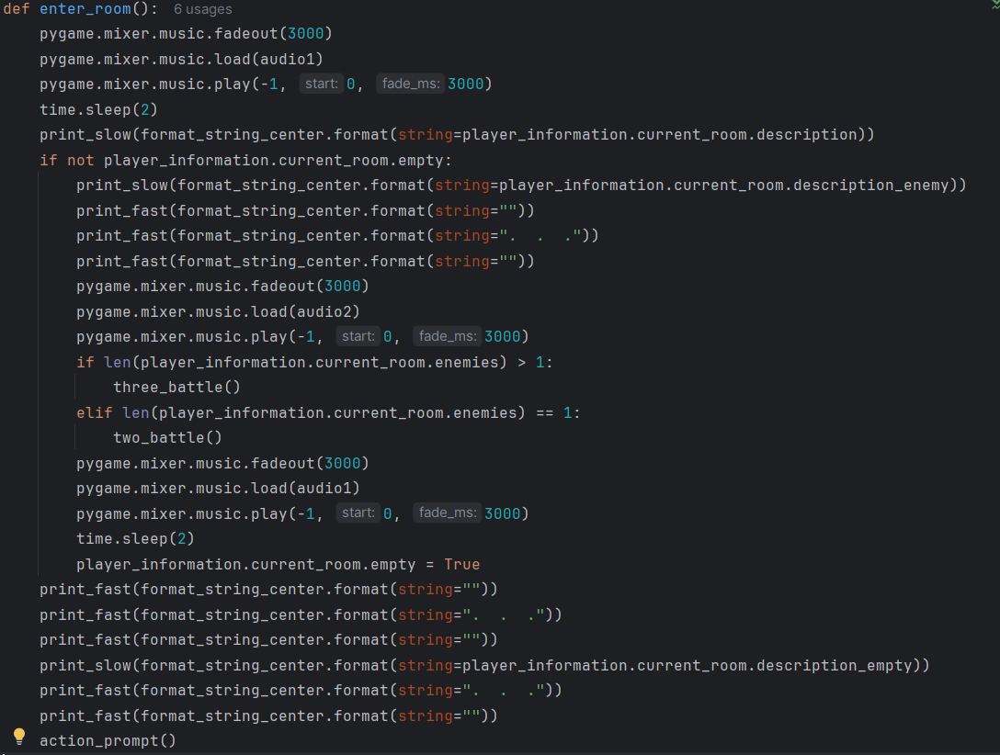 def enter_room():  6 usages
    pygame.mixer.music.fadeout(3000)
    pygame.mixer.music.load(audio1)
    pygame.mixer.music.play(-1, start: 0, fade_ms: 3000)
    time.sleep(2)
    print_slow(format_string_center.format(string=player_information.current_room.description))
    if not player_information.current_room.empty:
        print_slow(format_string_center.format(string=player_information.current_room.description_enemy))
        print_fast(format_string_center.format(string=""))
        print_fast(format_string_center.format(string=".  .  ."))
        print_fast(format_string_center.format(string=""))
        pygame.mixer.music.fadeout(3000)
        pygame.mixer.music.load(audio2)
        pygame.mixer.music.play(-1, start: 0, fade_ms: 3000)
        if len(player_information.current_room.enemies) > 1:
            three_battle()
        elif len(player_information.current_room.enemies) == 1:
            two_battle()
        pygame.mixer.music.fadeout(3000)
        pygame.mixer.music.load(audio1)
        pygame.mixer.music.play(-1, start: 0, fade_ms: 3000)
        time.sleep(2)
        player_information.current_room.empty = True
    print_fast(format_string_center.format(string=""))
    print_fast(format_string_center.format(string=".  .  ."))
    print_fast(format_string_center.format(string=""))
    print_slow(format_string_center.format(string=player_information.current_room.description_empty))
    print_fast(format_string_center.format(string=".  .  ."))
    print_fast(format_string_center.format(string=""))
    action_prompt()